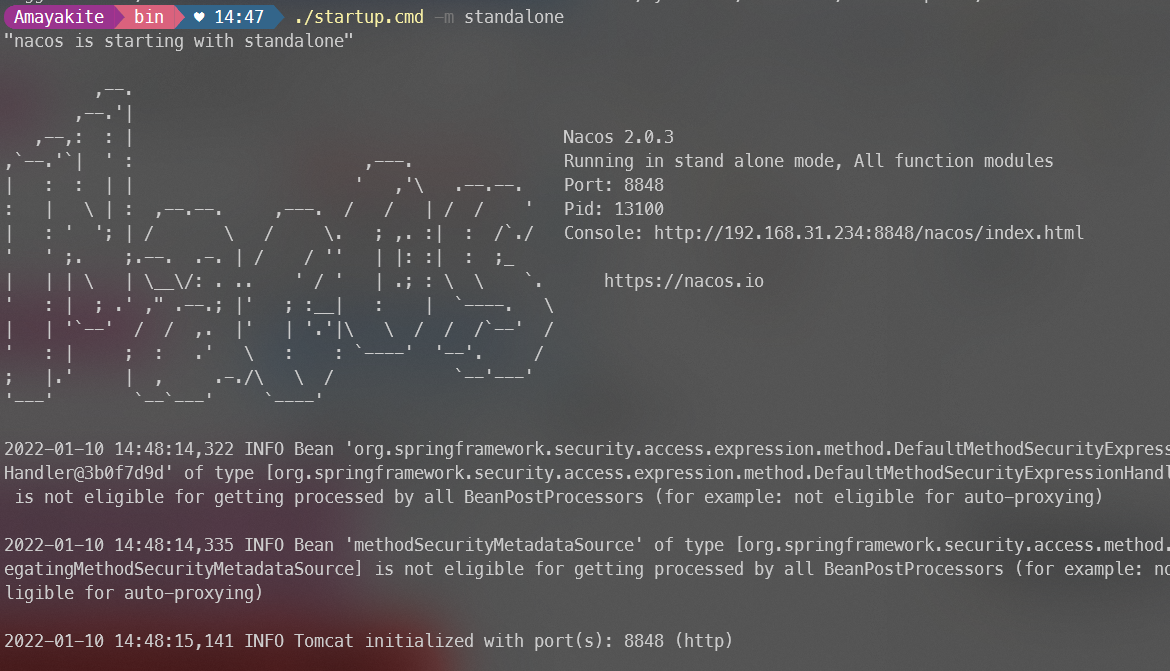 Amayakite bin ♥ 14:47 ./startup.cmd -m standalone
"nacos is starting with standalone"
Nacos 2.0.3
Running in stand alone mode, All function modules
Port: 8848
Pid: 13100
Console: http://192.168.31.234:8848/nacos/index.html
https://nacos.io
2022-01-10 14:48:14,322 INFO Bean 'org.springframework.security.access.expression.method.DefaultMethodSecurityExpress
Handler@3b0f7d9d' of type [org.springframework.security.access.expression.method.DefaultMethodSecurityExpressionHandl
is not eligible for getting processed by all BeanPostProcessors (for example: not eligible for auto-proxying)
2022-01-10 14:48:14,335 INFO Bean 'methodSecurityMetadataSource' of type [org.springframework.security.access.method.
egatingMethodSecurityMetadataSource] is not eligible for getting processed by all BeanPostProcessors (for example: no
ligible for auto-proxying)
2022-01-10 14:48:15,141 INFO Tomcat initialized with port(s): 8848 (http)